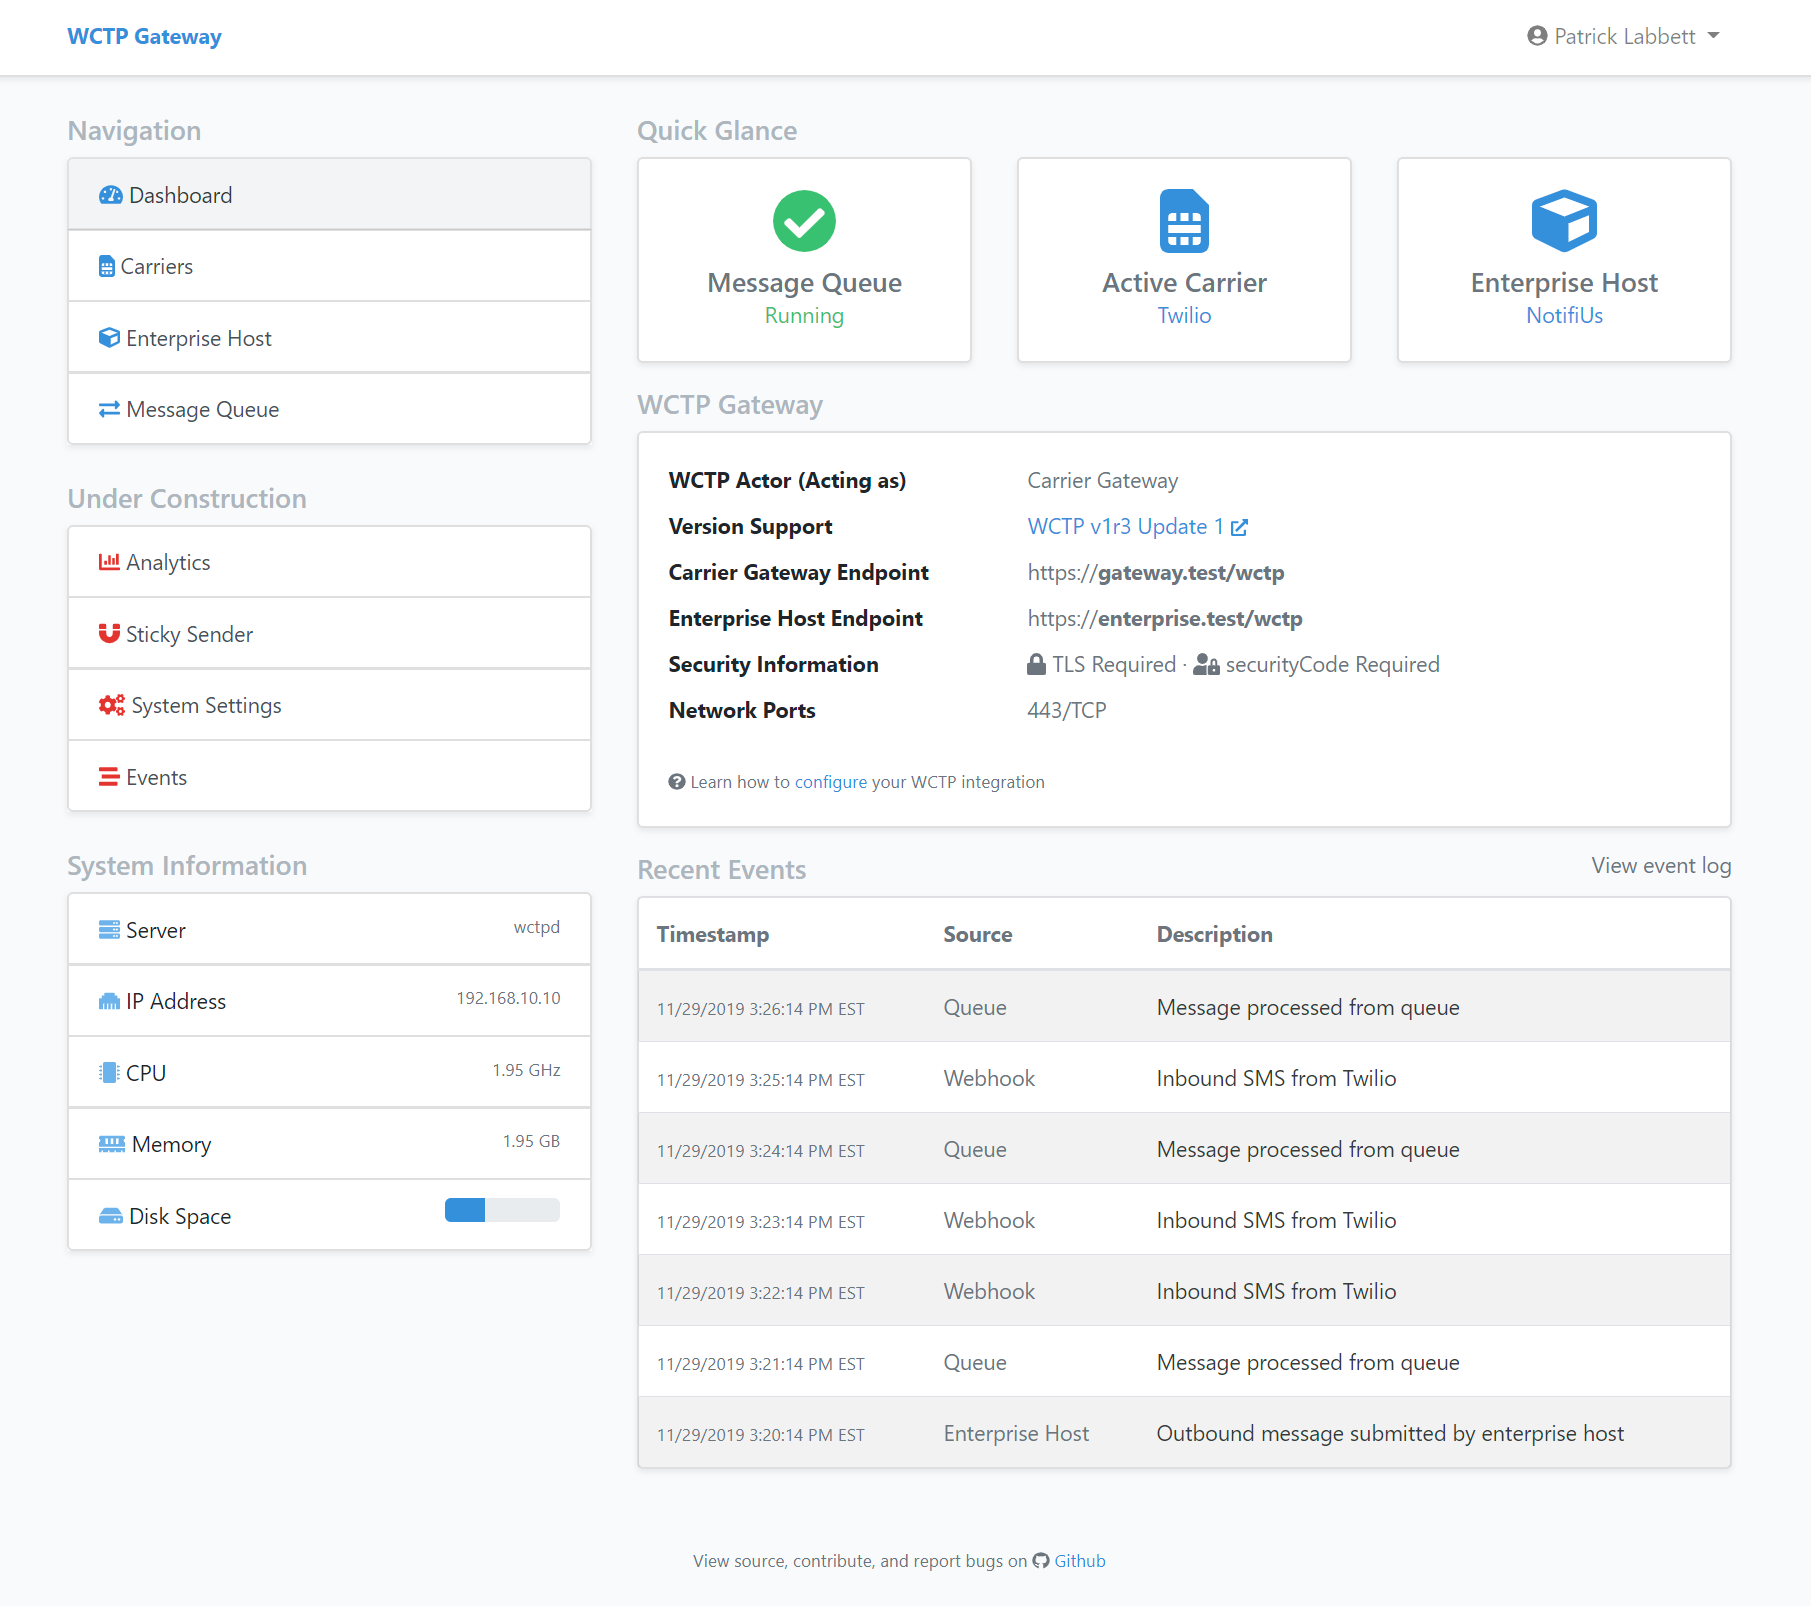 WCTP Gateway
Patrick Labbett
Navigation
Dashboard
Carriers
Enterprise Host
Message Queue
Under Construction
Analytics
Sticky Sender
System Settings
Events
System Information
Server wctpd
IP Address 192.168.10.10
CPU 1.95 GHz
Memory 1.95 GB
Disk Space
Quick Glance
Message Queue
Running
Active Carrier
Twilio
Enterprise Host
NotifiUs
WCTP Gateway
WCTP Actor (Acting as) Carrier Gateway
Version Support WCTP v1r3 Update 1
Carrier Gateway Endpoint https://gateway.test/wctp
Enterprise Host Endpoint https://enterprise.test/wctp
Security Information TLS Required · securityCode Required
Network Ports 443/TCP
Learn how to configure your WCTP integration
Recent Events View event log
Timestamp Source Description
11/29/2019 3:26:14 PM EST Queue Message processed from queue
11/29/2019 3:25:14 PM EST Webhook Inbound SMS from Twilio
11/29/2019 3:24:14 PM EST Queue Message processed from queue
11/29/2019 3:23:14 PM EST Webhook Inbound SMS from Twilio
11/29/2019 3:22:14 PM EST Webhook Inbound SMS from Twilio
11/29/2019 3:21:14 PM EST Queue Message processed from queue
11/29/2019 3:20:14 PM EST Enterprise Host Outbound message submitted by enterprise host
View source, contribute, and report bugs on Github